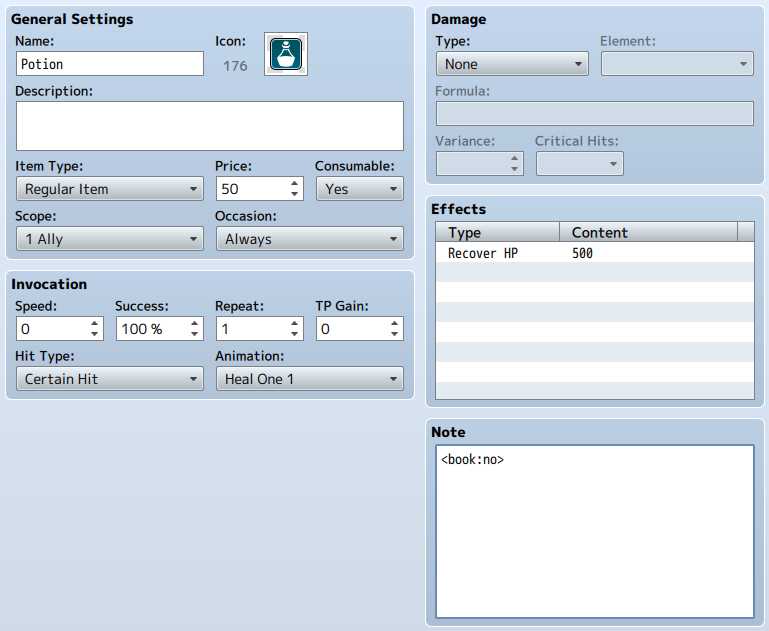 General Settings
Name: Icon:
Potion 176
Description:
Item Type: Price: Consumable:
Regular Item 50 Yes
Scope: Occasion:
1 Ally Always
Invocation
Speed: Success: Repeat: TP Gain:
0 100 % 1 0
Hit Type: Animation:
Certain Hit Heal One 1
Damage
Type: Element:
None
Formula:
Variance: Critical Hits:
Effects
Type Content
Recover HP 500
Note
<book:no>